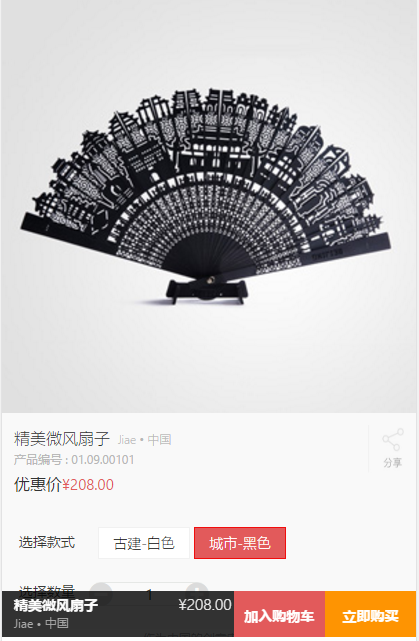 精美微风扇子 Jiae • 中国
产品编号 : 01.09.00101
分享
优惠价¥208.00
选择款式 古建-白色 城市-黑色
选择数量 1
精美微风扇子 ¥208.00
Jiae • 中国
加入购物车 立即购买